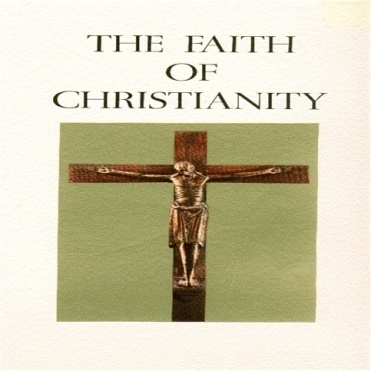 THE FAITH
OF
CHRISTIANITY